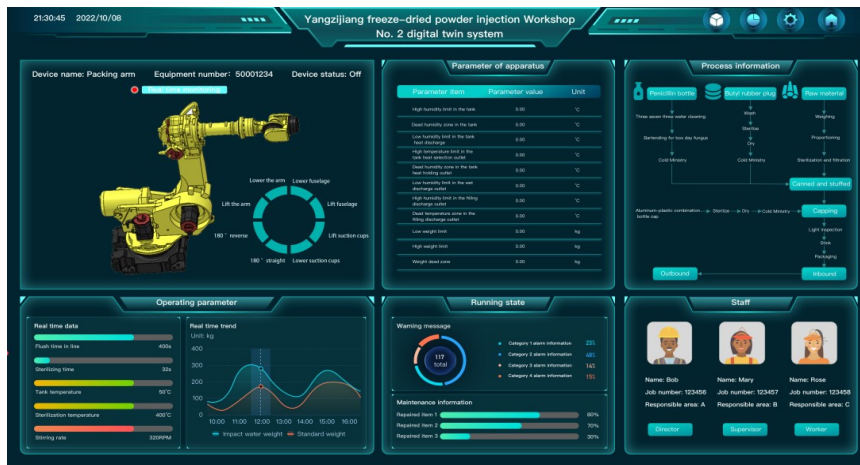 21:30:45 2022/10/08
Yangzijiang freeze-dried powder injection Workshop
No. 2 digital twin system
Device name: Packing arm Equipment number: 50001234 Device status: Off
Real time monitoring
Lower the arm Lower fuselage
Lift the arm Lift fuselage
180° reverse Lift suction cups
180° straight Lower suction cups
Parameter of apparatus
Parameter item Parameter value Unit
High humidity limit in the tank 0.00 °C
Dead humidity zone in the tank 0.00 °C
Low humidity limit in the tank
heat discharge 0.00 °C
High temperature limit in the
tank heat selection outlet 0.00 °C
Dead humidity zone in the tank
heat holding outlet 0.00 °C
Low humidity limit in the wet
discharge outlet 0.00 °C
High humidity limit in the filling
discharge outlet 0.00 °C
Dead temperature zone in the
filling discharge outlet 0.00 °C
Low weight limit 0.00 kg
High weight limit 0.00 kg
Weight dead zone 0.00 kg
Process information
Penicillin bottle Butyl rubber plug Raw material
Three seven three water cleaning Wash Weighing
Sterilize
Startending for box day fungus Dry Proportioning
Cold Ministry Cold Ministry Sterilization and filtration
Canned and stuffed
Aluminum-plastic combination
bottle cap Sterilize Dry Cold Ministry Capping
Light inspection
Stick
Packaging
Outbound Inbound
Operating parameter
Real time data
Flush time in line 400s
Sterilizing time 32s
Tank temperature 50°C
Sterilization temperature 400°C
Stirring rate 320RPM
Real time trend
Unit: kg
400
300
200
100
0
10:00 11:00 12:00 13:00 14:00 15:00 16:00
Impact water weight Standard weight
Running state
Warning message
117
total
Category 1 alarm information 23%
Category 2 alarm information 48%
Category 3 alarm information 14%
Category 4 alarm information 15%
Maintenance information
Repaired item 1 80%
Repaired item 2 70%
Repaired item 3 30%
Staff
Name: Bob Name: Mary Name: Rose
Job number: 123456 Job number: 123457 Job number: 123458
Responsible area: A Responsible area: B Responsible area: C
Director Supervisor Worker